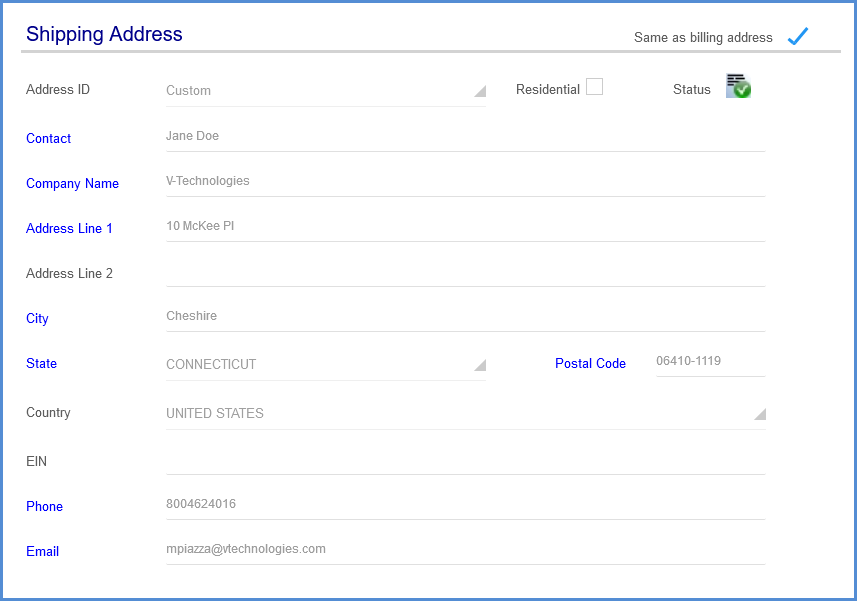 Shipping Address
Same as billing address
Address ID Custom Residential Status
Contact Jane Doe
Company Name V-Technologies
Address Line 1 10 McKee Pl
Address Line 2
City Cheshire
State CONNECTICUT Postal Code 06410-1119
Country UNITED STATES
EIN
Phone 8004624016
Email mpiazza@vtechnologies.com